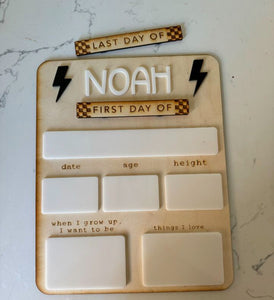 LAST DAY OF
NOAH
FIRST DAY OF
date age height
when I grow up,
I want to be
things I love